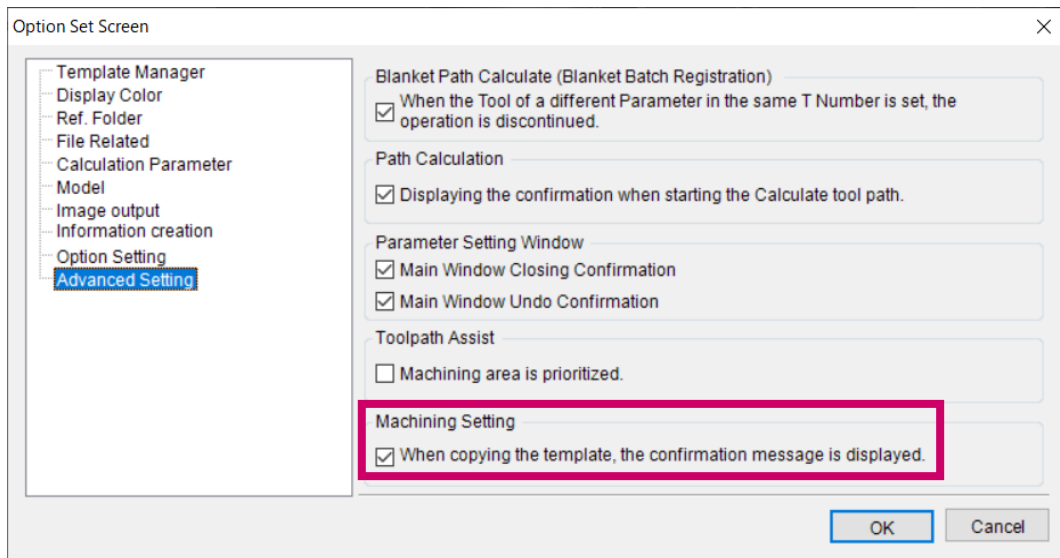 Option Set Screen
Template Manager
Display Color
Ref. Folder
File Related
Calculation Parameter
Model
Image output
Information creation
Option Setting
Advanced Setting
Blanket Path Calculate (Blanket Batch Registration)
When the Tool of a different Parameter in the same T Number is set, the
operation is discontinued.
Path Calculation
Displaying the confirmation when starting the Calculate tool path.
Parameter Setting Window
Main Window Closing Confirmation
Main Window Undo Confirmation
Toolpath Assist
Machining area is prioritized.
Machining Setting
When copying the template, the confirmation message is displayed.
OK
Cancel